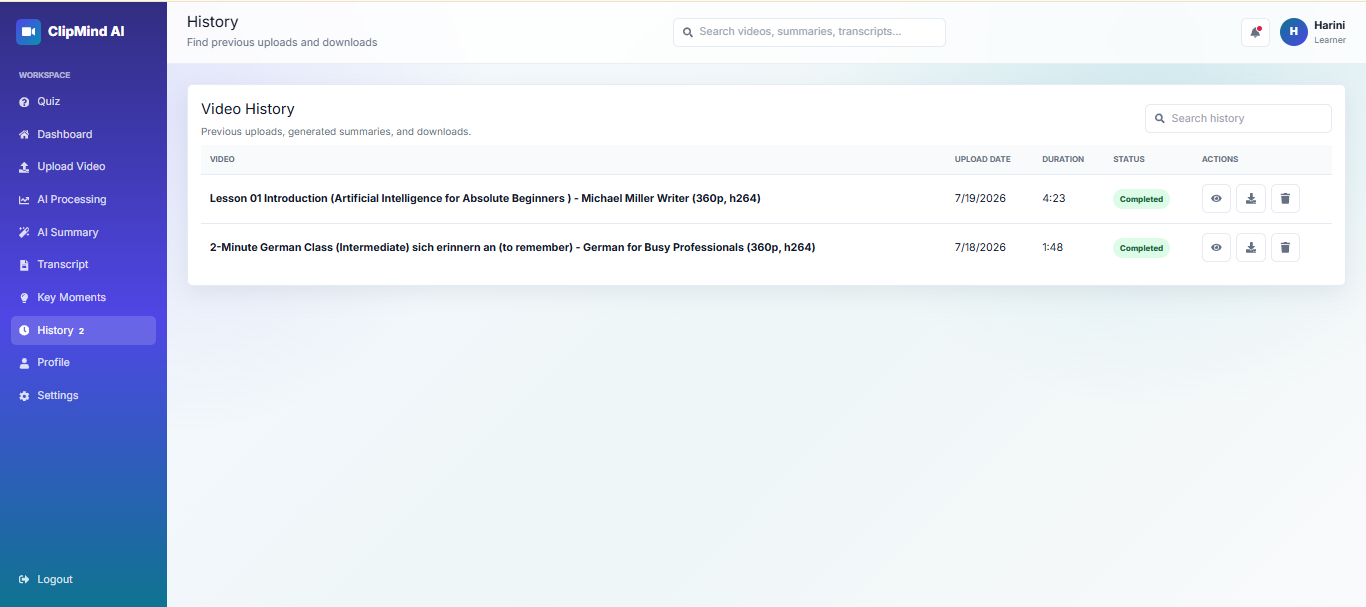 ClipMind AI
WORKSPACE
Quiz
Dashboard
Upload Video
AI Processing
AI Summary
Transcript
Key Moments
History 2
Profile
Settings
Logout
History
Find previous uploads and downloads
Search videos, summaries, transcripts...
H
Harini
Learner
Video History
Previous uploads, generated summaries, and downloads.
Search history
VIDEO UPLOAD DATE DURATION STATUS ACTIONS
Lesson 01 Introduction (Artificial Intelligence for Absolute Beginners ) - Michael Miller Writer (360p, h264) 7/19/2026 4:23 Completed
2-Minute German Class (Intermediate) sich erinnern an (to remember) - German for Busy Professionals (360p, h264) 7/18/2026 1:48 Completed